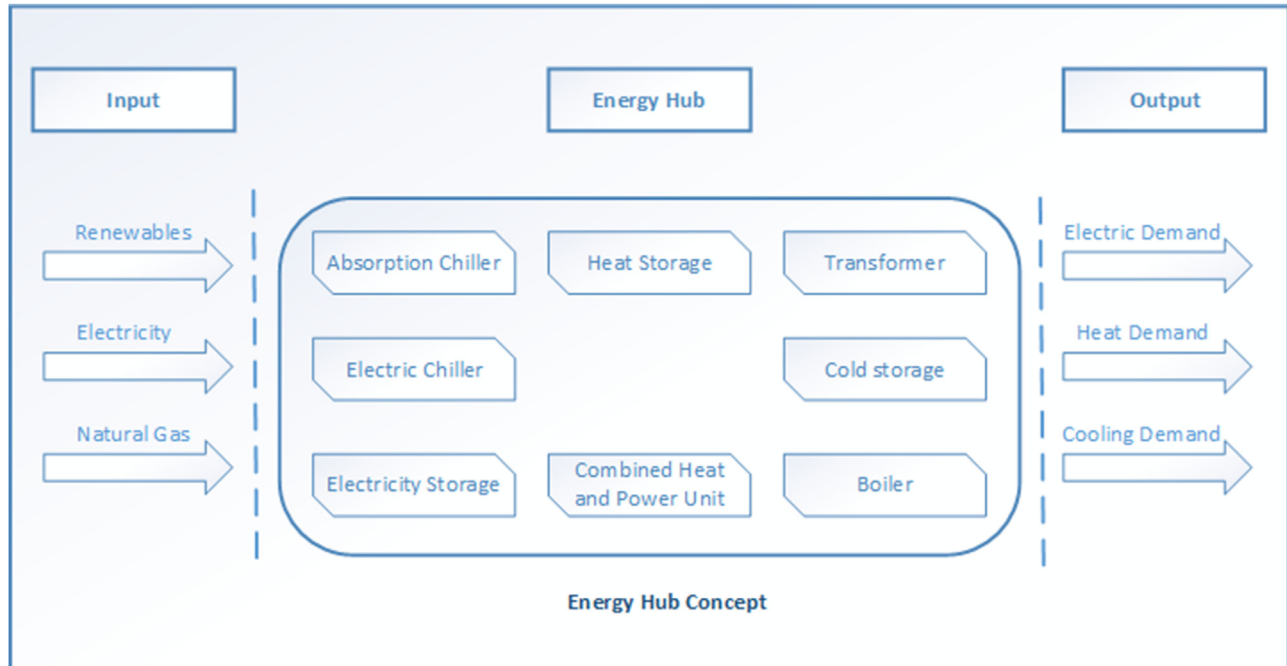 Input
Energy Hub
Output
Renewables
Electric Demand
Absorption Chiller
Heat Storage
Transformer
Electricity
Heat Demand
Electric Chiller
Cold storage
Natural Gas
Cooling Demand
Electricity Storage
Combined Heat
and Power Unit
Boiler
Energy Hub Concept